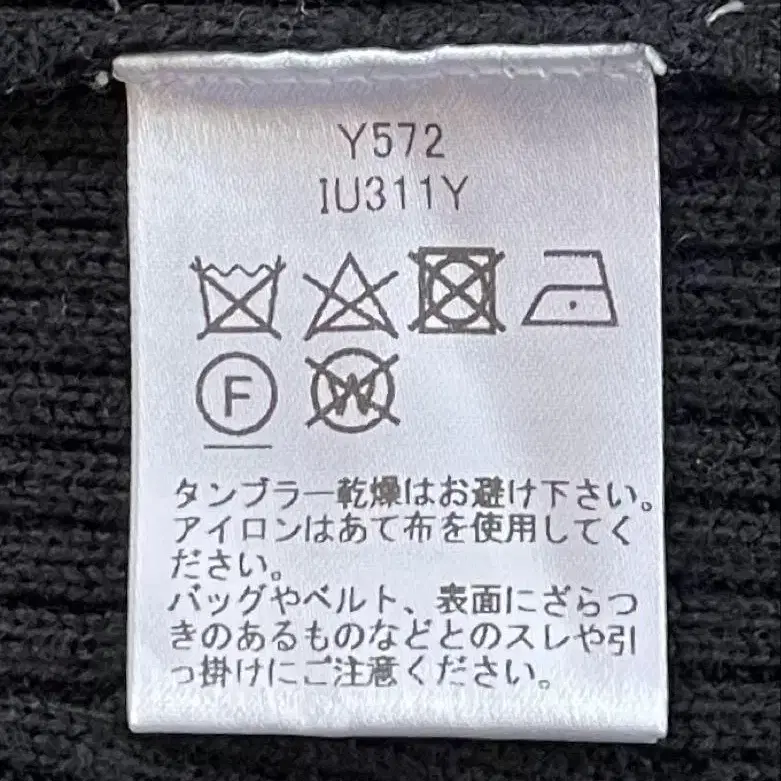 Y572
IU311Y
F
W
タンブラー乾燥はお避け下さい。
アイロンはあて布を使用してく
ださい。
バッグやベルト、表面にざらつ
きのあるものなどとのスレや引
っ掛けにご注意ください。